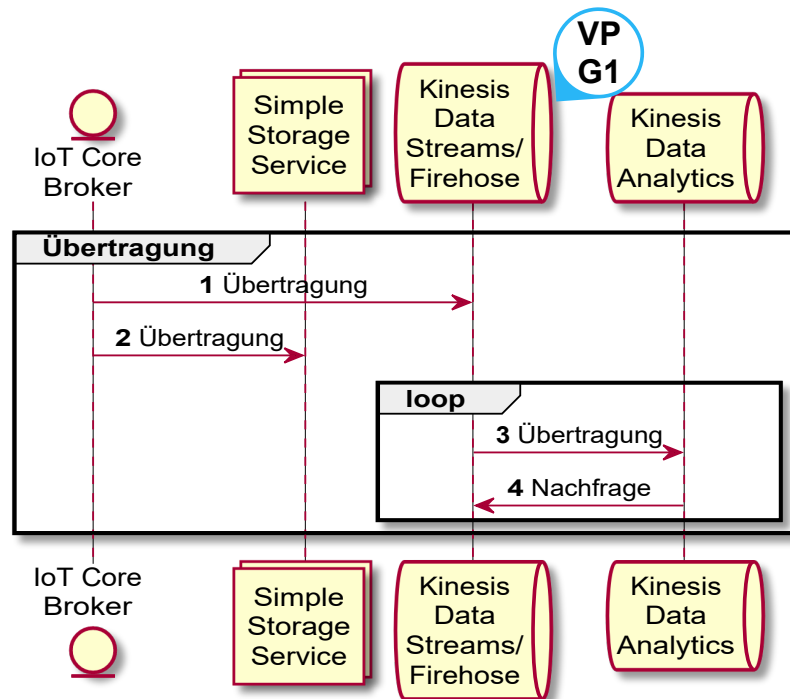 VP
G1
IoT Core
Broker
Simple
Storage
Service
Kinesis
Data
Streams/
Firehose
Kinesis
Data
Analytics
Übertragung
1 Übertragung
2 Übertragung
loop
3 Übertragung
4 Nachfrage
IoT Core
Broker
Simple
Storage
Service
Kinesis
Data
Streams/
Firehose
Kinesis
Data
Analytics